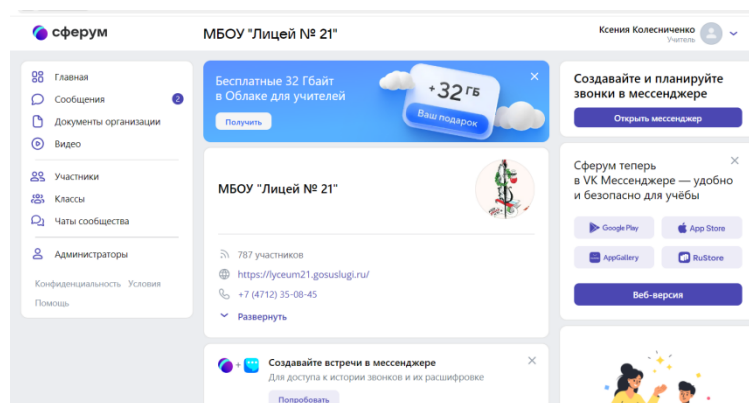 сферум
МБОУ "Лицей № 21"
Ксения Колесниченко
Учитель
Главная
Сообщения
2
Документы организации
Видео
Участники
Классы
Чаты сообщества
Администраторы
Конфиденциальность Условия
Помощь
Бесплатные 32 Гбайт
в Облаке для учителей
Получить
+32 ГБ
Ваш подарок
МБОУ "Лицей № 21"
787 участников
https://lyceum21.gosuslugi.ru/
+7 (4712) 35-08-45
Развернуть
Создавайте встречи в мессенджере
Для доступа к истории звонков и их расшифровке
Попробовать
Создавайте и планируйте
звонки в мессенджере
Открыть мессенджер
Сферум теперь
в VK Мессенджере — удобно
и безопасно для учёбы
Google Play
App Store
AppGallery
RuStore
Веб-версия